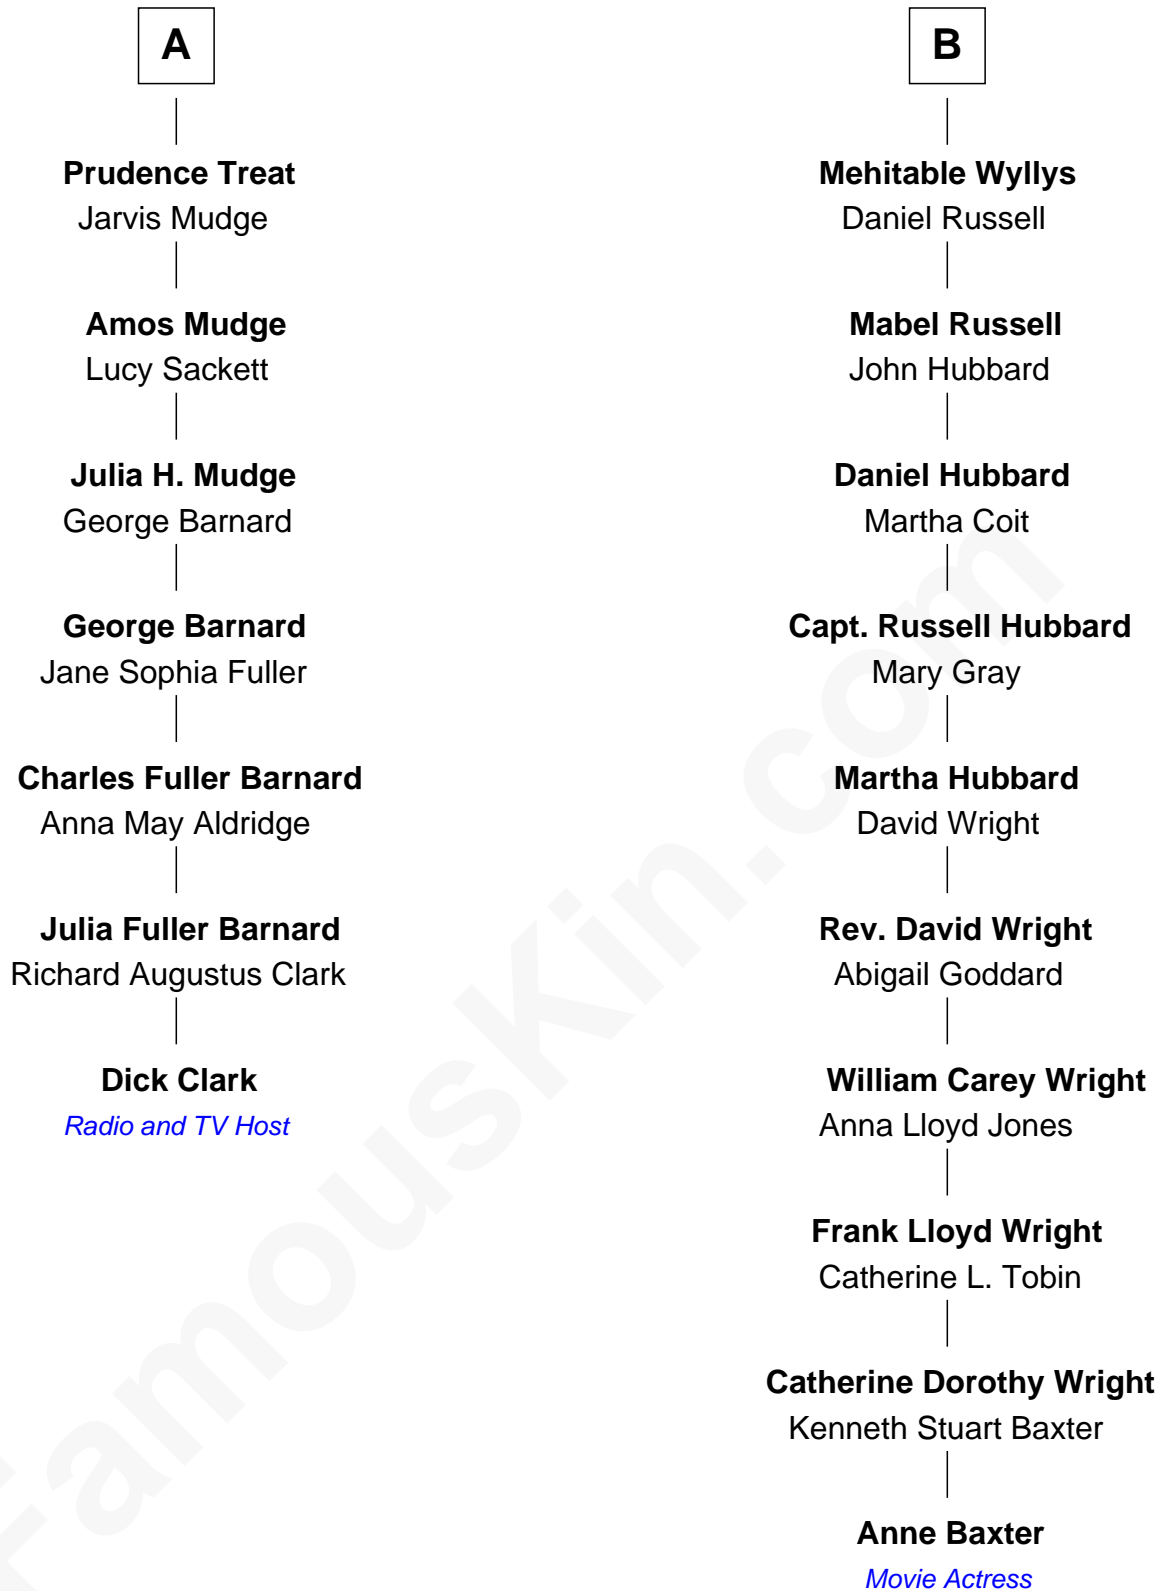 A
Prudence Treat
Jarvis Mudge
Amos Mudge
Lucy Sackett
Julia H. Mudge
George Barnard
George Barnard
Jane Sophia Fuller
Charles Fuller Barnard
Anna May Aldridge
Julia Fuller Barnard
Richard Augustus Clark
Dick Clark
Radio and TV Host
B
Mehitable Wyllys
Daniel Russell
Mabel Russell
John Hubbard
Daniel Hubbard
Martha Coit
Capt. Russell Hubbard
Mary Gray
Martha Hubbard
David Wright
Rev. David Wright
Abigail Goddard
William Carey Wright
Anna Lloyd Jones
Frank Lloyd Wright
Catherine L. Tobin
Catherine Dorothy Wright
Kenneth Stuart Baxter
Anne Baxter
Movie Actress
FamousKin.com